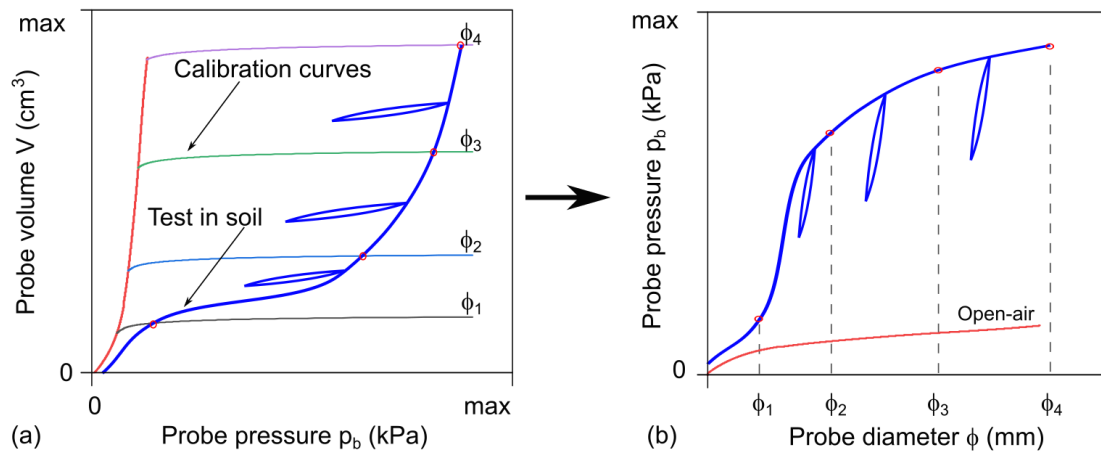 max
Probe volume V (cm³)
Calibration curves
Test in soil
ϕ₄
ϕ₃
ϕ₂
ϕ₁
0
0
max
(a)
Probe pressure p_b (kPa)
max
Probe pressure p_b (kPa)
Open-air
0
ϕ₁
ϕ₂
ϕ₃
ϕ₄
(b)
Probe diameter ϕ (mm)